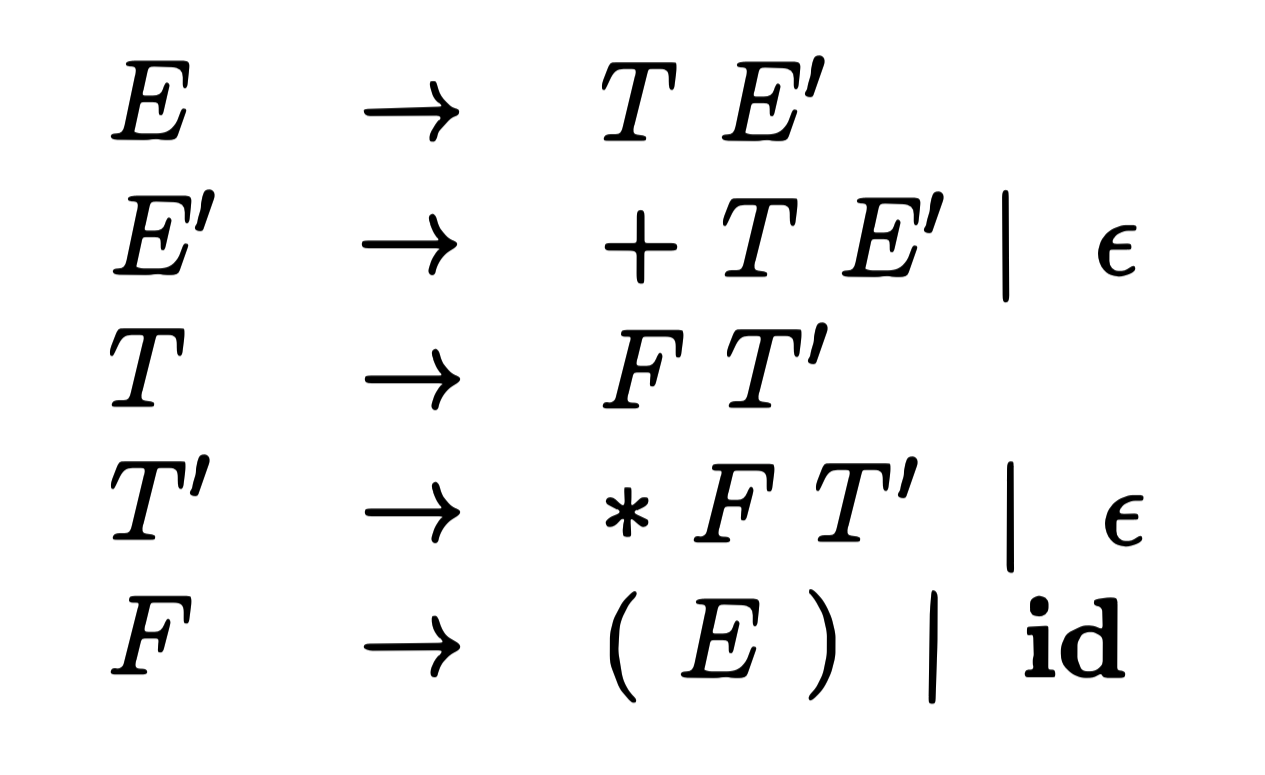 E → T E′
E′ → + T E′ | ϵ
T → F T′
T′ → * F T′ | ϵ
F → ( E ) | id